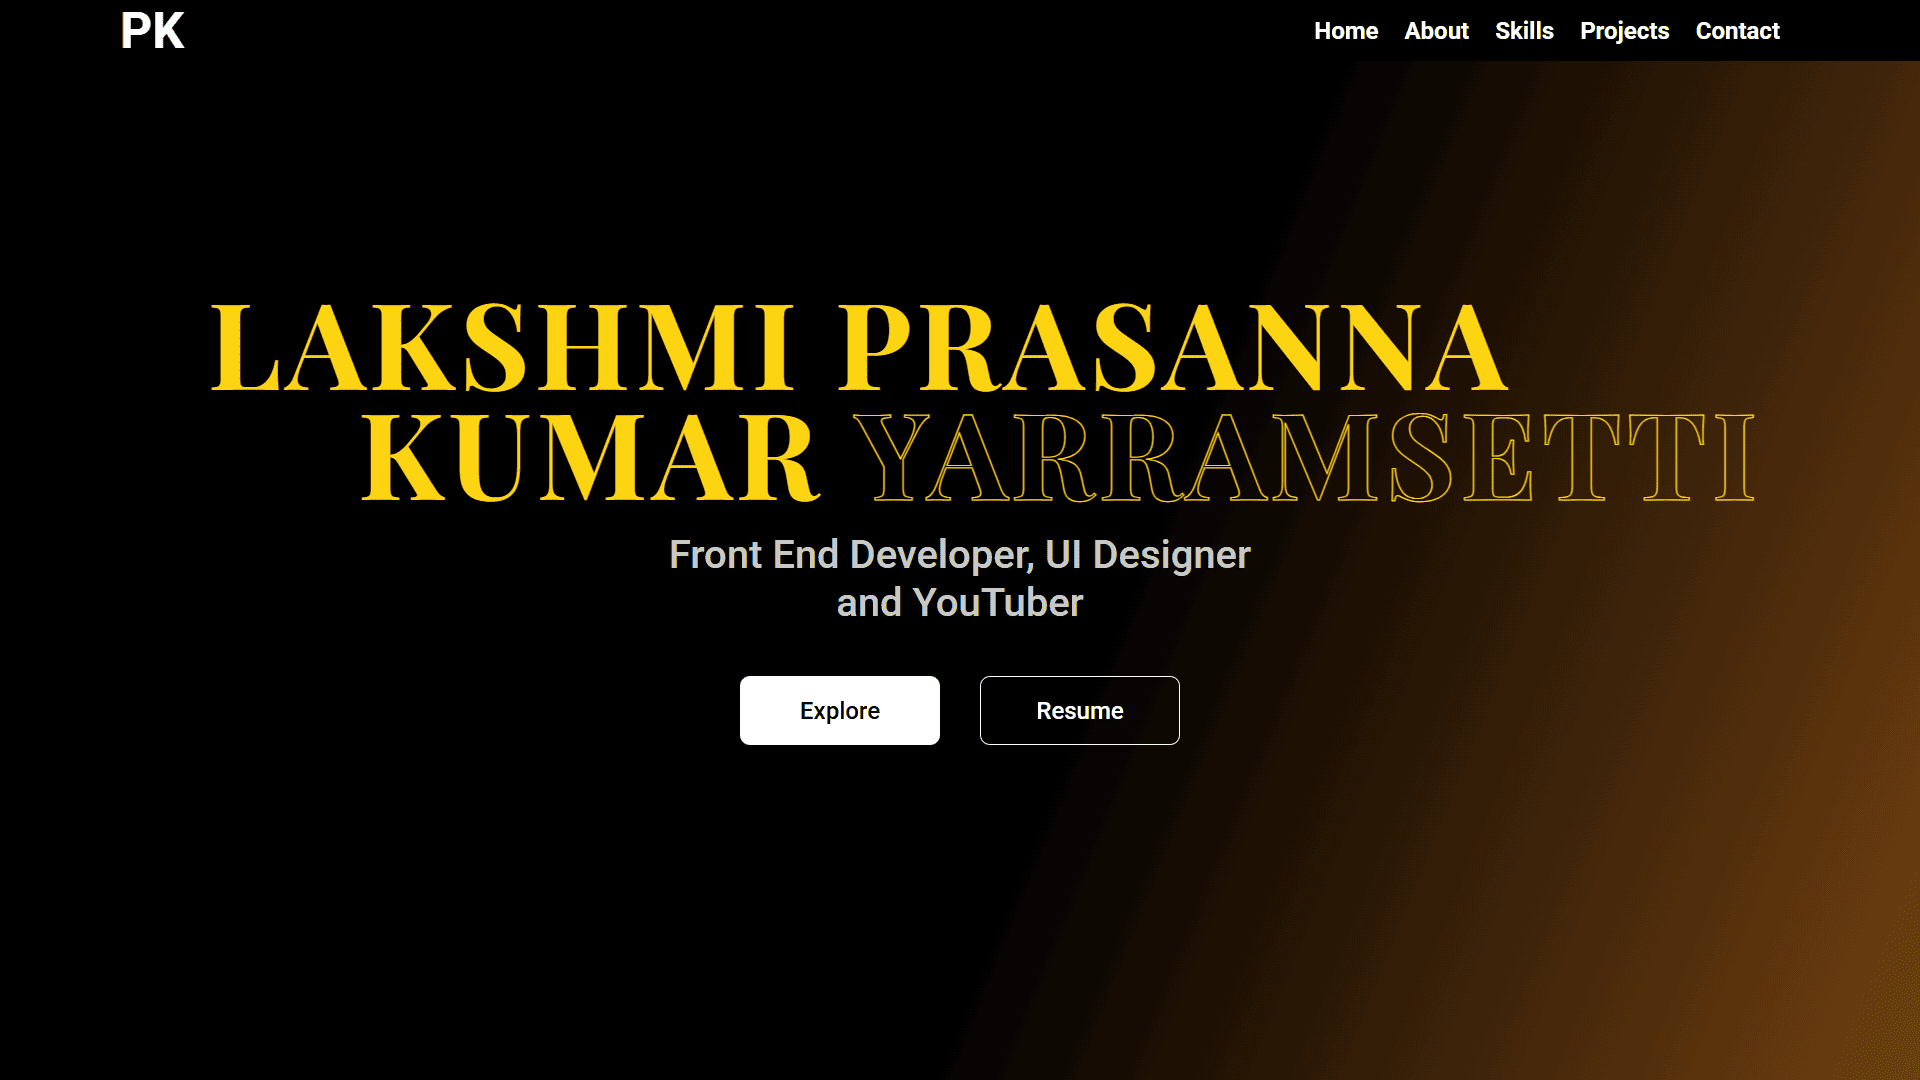 PK
Home About Skills Projects Contact
LAKSHMI PRASANNA
KUMAR YARRAMSETTI
Front End Developer, UI Designer
and YouTuber
Explore Resume